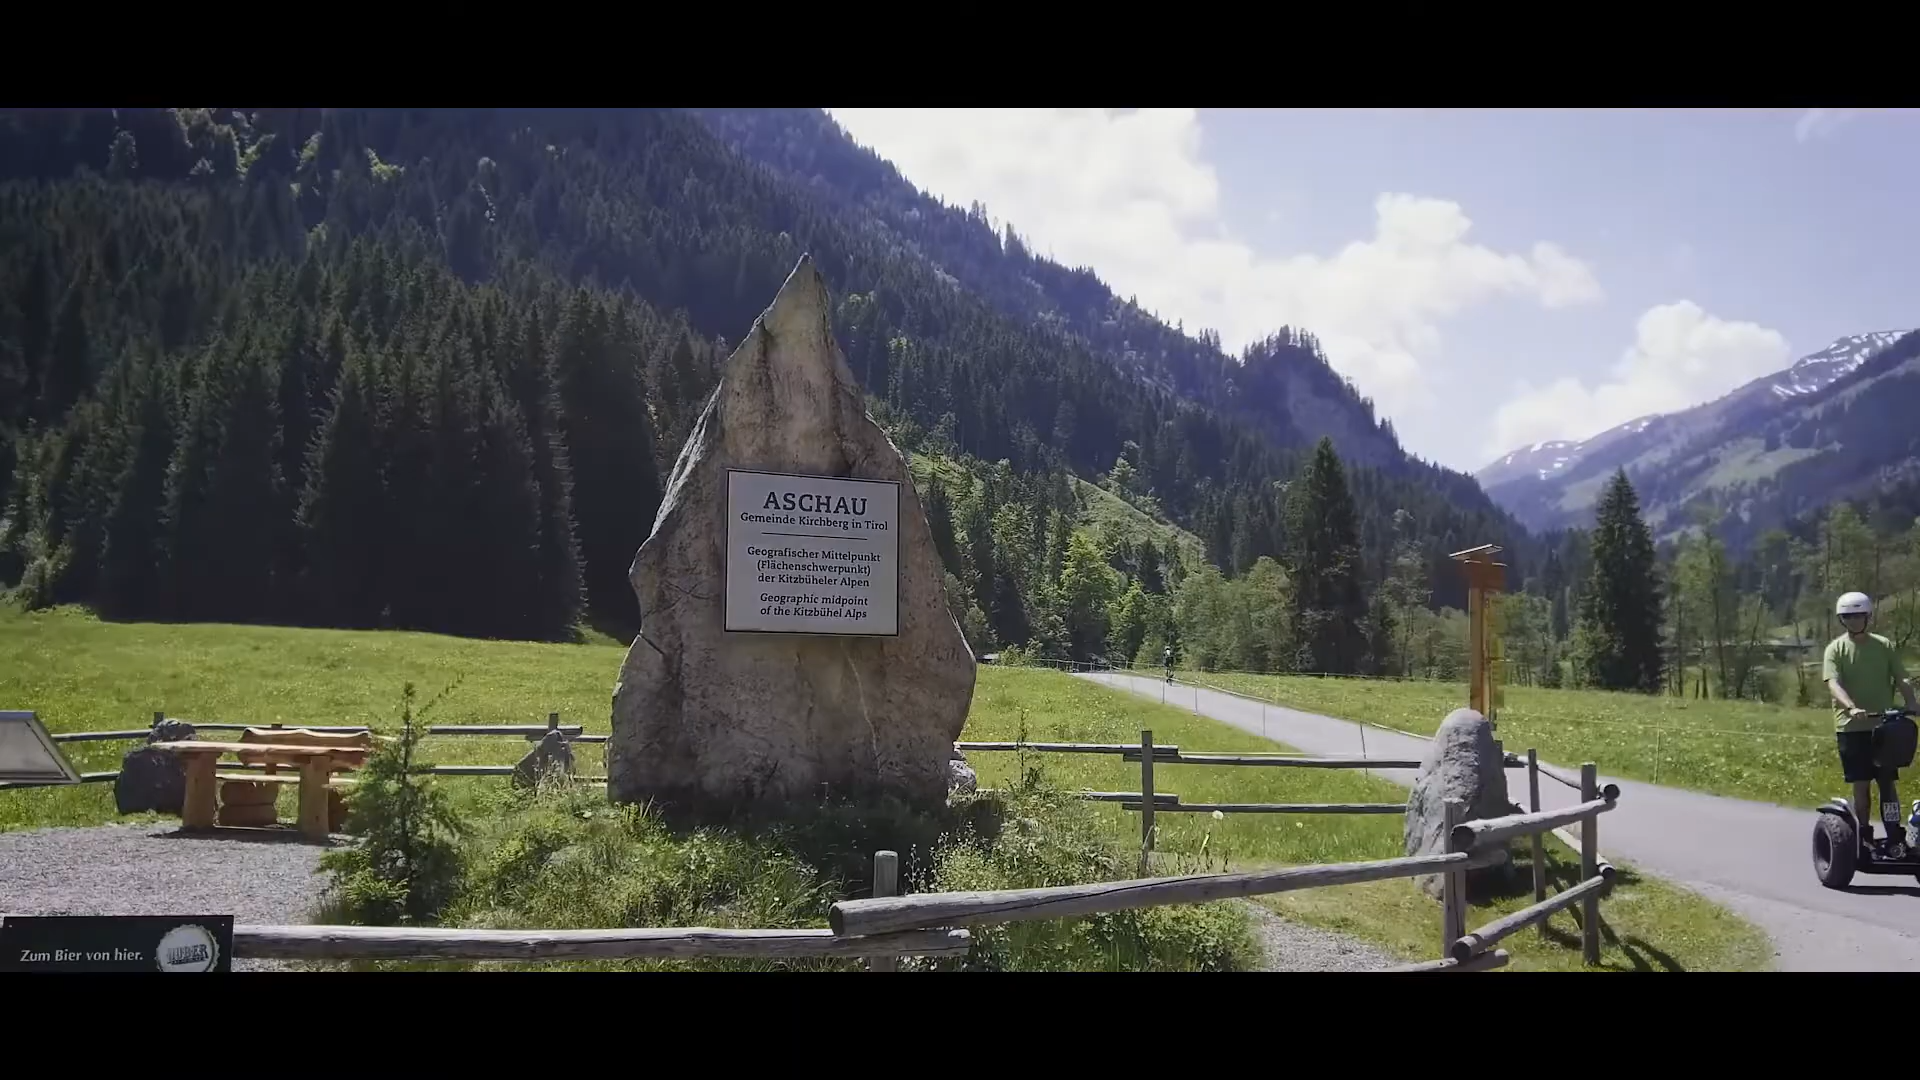 ASCHAU
Gemeinde Kirchberg in Tirol
Geografischer Mittelpunkt
(Flächenschwerpunkt)
der Kitzbüheler Alpen
Geographic midpoint
of the Kitzbühel Alps
Zum Bier von hier.
HUBER